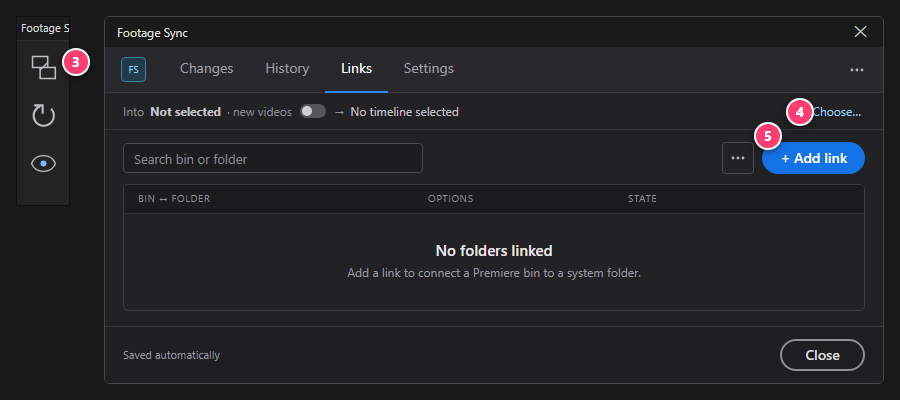 Footage S
3
Footage Sync
FS
Changes
History
Links
Settings
...
Into Not selected · new videos → No timeline selected
4
Choose...
5
Search bin or folder
...
+ Add link
BIN ↔ FOLDER
OPTIONS
STATE
No folders linked
Add a link to connect a Premiere bin to a system folder.
Saved automatically
Close